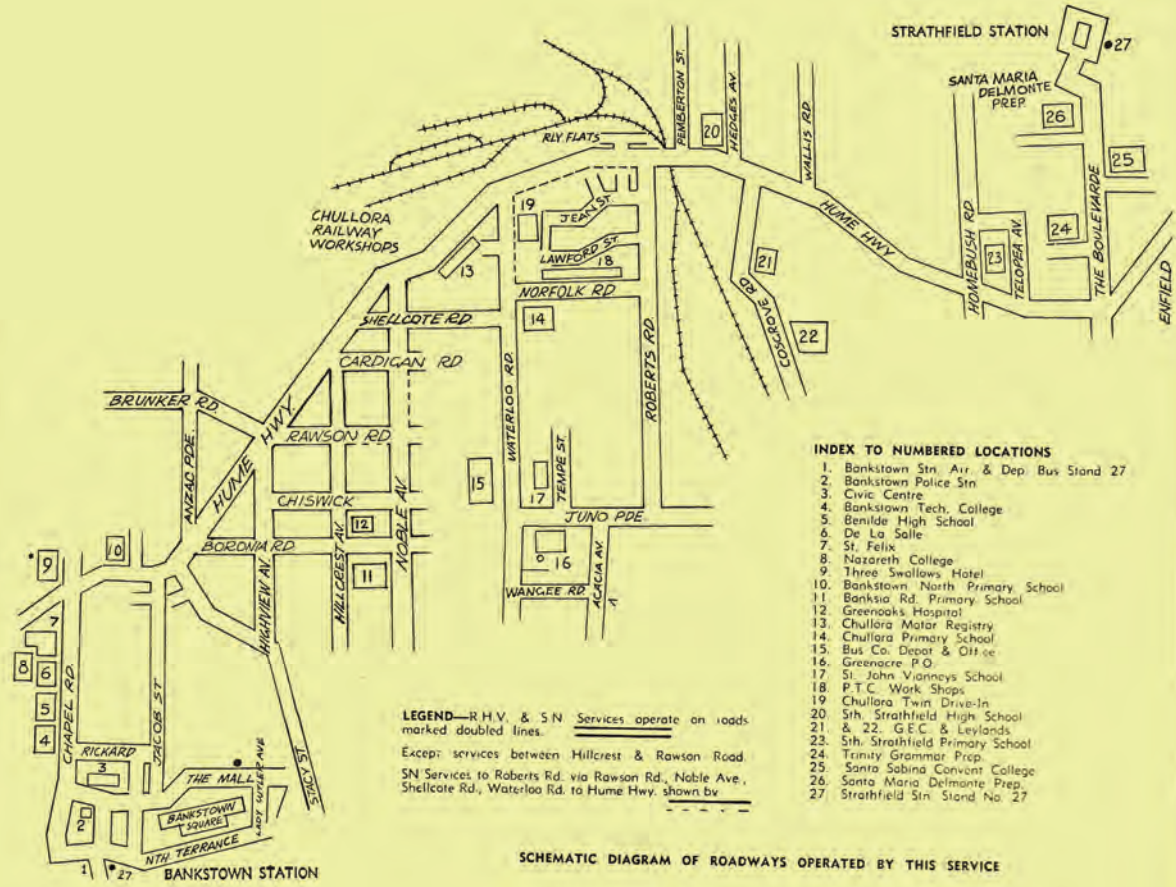 STRATHFIELD STATION
27
SANTA MARIA
DELMONTE
PREP.
26
25
24
23
THE BOULEVARDE
TELOPEA AV.
HOMEBUSH RD.
ENFIELD
PEMBERTON ST.
20
HEDGES AV.
WALLIS RD.
HUME HWY
RLY. FLATS
CHULLORA
RAILWAY
WORKSHOPS
19
JEAN ST.
LAWFORD ST.
18
13
NORFOLK RD
14
21
COSGROVE RD
22
SHELLCOTE RD.
CARDIGAN RD.
WATERLOO RD.
ROBERTS RD.
BRUNKER RD.
ANZAC PDE.
HUME HWY.
RAWSON RD
CHISWICK
12
HILLCREST AV.
NOBLE AV.
15
17
TEMPE ST.
JUNO PDE.
9
10
BORONIA RD.
HIGHVIEW AV.
11
16
WANGEE RD.
ACACIA AV.
7
8
6
5
4
CHAPEL RD.
JACOB ST
RICKARD
3
THE MALL
LADY CUTLER AVE
STACY ST.
2
BANKSTOWN
SQUARE
NTH TERRANCE
1
27
BANKSTOWN STATION
INDEX TO NUMBERED LOCATIONS
1. Bankstown Stn. Arr. & Dep. Bus Stand 27
2. Bankstown Police Stn.
3. Civic Centre
4. Bankstown Tech. College
5. Benilde High School
6. De La Salle
7. St. Felix
8. Nazareth College
9. Three Swallows Hotel
10. Bankstown North Primary School
11. Banksia Rd. Primary School
12. Greenoaks Hospital
13. Chullora Motor Registry
14. Chullora Primary School
15. Bus Co. Depot & Office
16. Greenacre P.O.
17. St. John Vianneys School
18. P.T.C. Work Shops
19. Chullora Twin Drive-In
20. Sth. Strathfield High School
21. & 22. G.E.C. & Leylands
23. Sth. Strathfield Primary School
24. Trinity Grammar Prep.
25. Santa Sabina Convent College
26. Santa Maria Delmonte Prep.
27. Strathfield Stn. Stand No. 27
LEGEND—R.H.V. & S N Services operate on roads
marked doubled lines.
Except services between Hillcrest & Rawson Road.
SN Services to Roberts Rd. via Rawson Rd., Noble Ave.,
Shellcote Rd., Waterloo Rd. to Hume Hwy. shown by
SCHEMATIC DIAGRAM OF ROADWAYS OPERATED BY THIS SERVICE